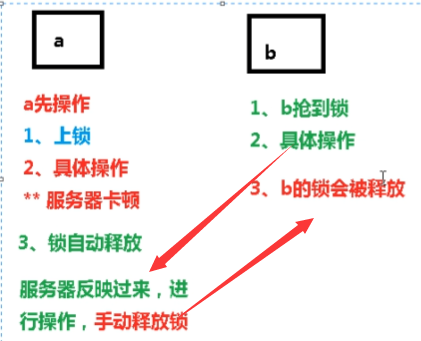 a
a先操作
1、上锁
2、具体操作
** 服务器卡顿
3、锁自动释放
服务器反映过来，进
行操作，手动释放锁
b
1、b抢到锁
2、具体操作
3、b的锁会被释放